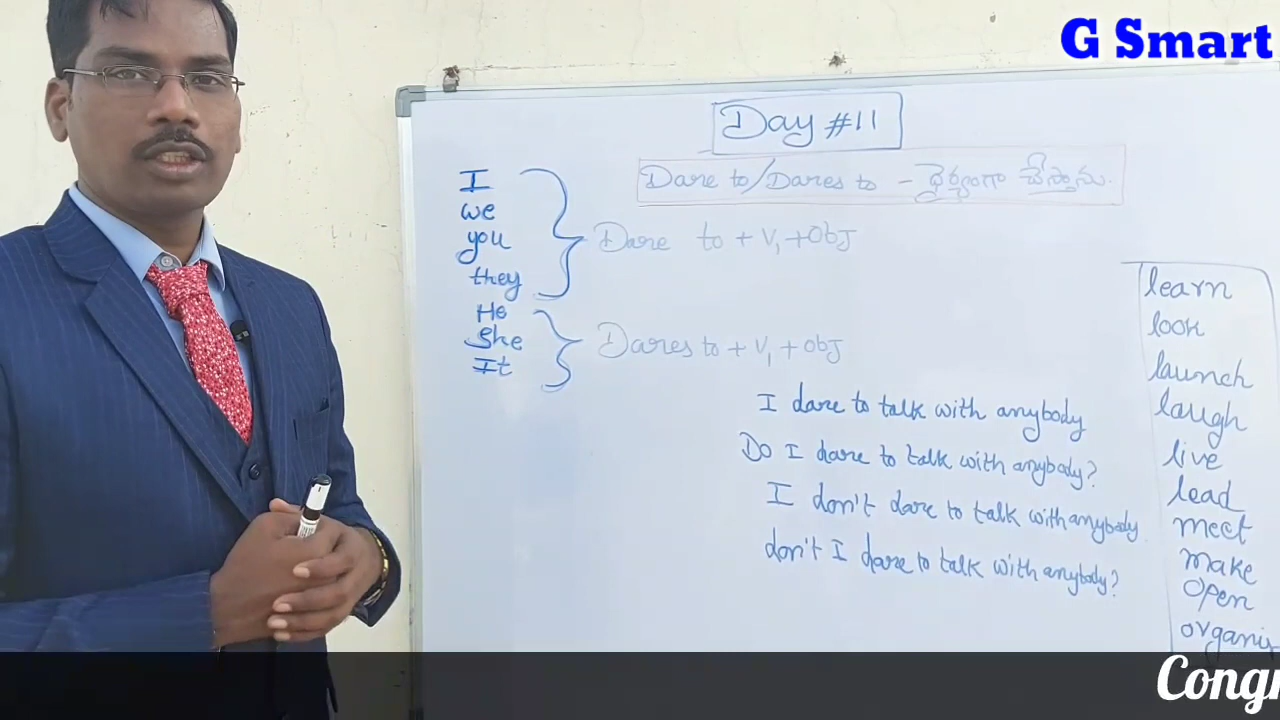 G Smart
Day #11
Dare to/Dares to - ధైర్యంగా చేస్తాను.
I
we
you
they
Dare to + V1 + Obj
He
She
It
Dares to + V1 + Obj
I dare to talk with anybody
Do I dare to talk with anybody?
I don't dare to talk with anybody.
don't I dare to talk with anybody?
learn
look
launch
laugh
live
lead
meet
make
open
organis
Congr